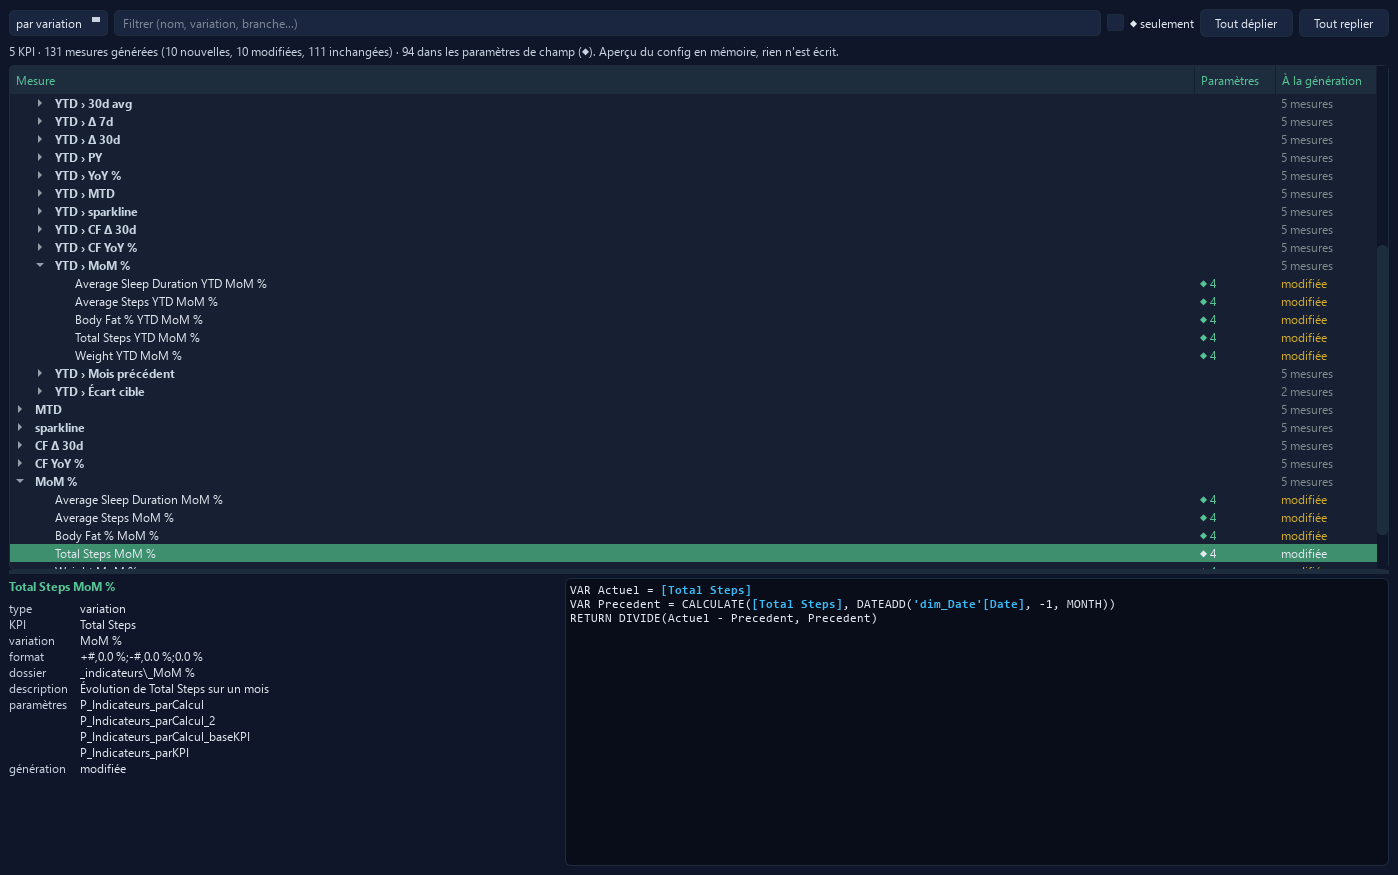 par variation Filtrer (nom, variation, branche...) ◆ seulement Tout déplier Tout replier
5 KPI · 131 mesures générées (10 nouvelles, 10 modifiées, 111 inchangées) · 94 dans les paramètres de champ (◆). Aperçu du config en mémoire, rien n'est écrit.
Mesure Paramètres À la génération
YTD › 30d avg 5 mesures
YTD › Δ 7d 5 mesures
YTD › Δ 30d 5 mesures
YTD › PY 5 mesures
YTD › YoY % 5 mesures
YTD › MTD 5 mesures
YTD › sparkline 5 mesures
YTD › CF Δ 30d 5 mesures
YTD › CF YoY % 5 mesures
YTD › MoM % 5 mesures
Average Sleep Duration YTD MoM % ◆ 4 modifiée
Average Steps YTD MoM % ◆ 4 modifiée
Body Fat % YTD MoM % ◆ 4 modifiée
Total Steps YTD MoM % ◆ 4 modifiée
Weight YTD MoM % ◆ 4 modifiée
YTD › Mois précédent 5 mesures
YTD › Écart cible 2 mesures
MTD 5 mesures
sparkline 5 mesures
CF Δ 30d 5 mesures
CF YoY % 5 mesures
MoM % 5 mesures
Average Sleep Duration MoM % ◆ 4 modifiée
Average Steps MoM % ◆ 4 modifiée
Body Fat % MoM % ◆ 4 modifiée
Total Steps MoM % ◆ 4 modifiée
Total Steps MoM %
type variation
KPI Total Steps
variation MoM %
format +#,0.0 %;-#,0.0 %;0.0 %
dossier _indicateurs\_MoM %
description Évolution de Total Steps sur un mois
paramètres P_Indicateurs_parCalcul
P_Indicateurs_parCalcul_2
P_Indicateurs_parCalcul_baseKPI
P_Indicateurs_parKPI
génération modifiée
VAR Actuel = [Total Steps]
VAR Precedent = CALCULATE([Total Steps], DATEADD('dim_Date'[Date], -1, MONTH))
RETURN DIVIDE(Actuel - Precedent, Precedent)